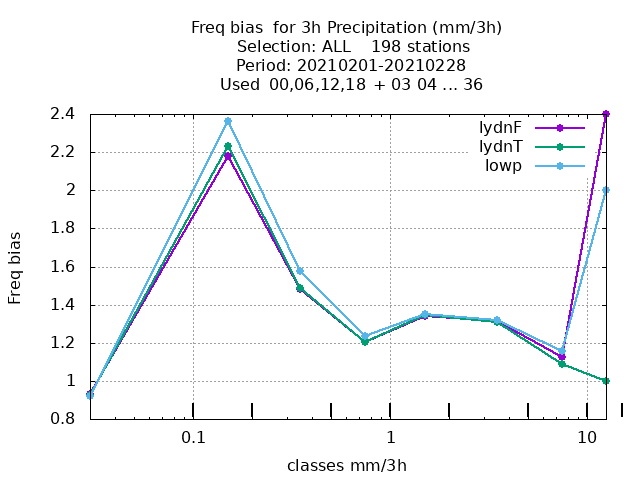 Freq bias  for 3h Precipitation (mm/3h)
Selection: ALL    198 stations
Period: 20210201-20210228
Used  00,06,12,18  + 03 04 ... 36
lydnF
lydnT
lowp
2.4
2.2
2
1.8
1.6
1.4
1.2
1
0.8
Freq bias
0.1
1
10
classes mm/3h